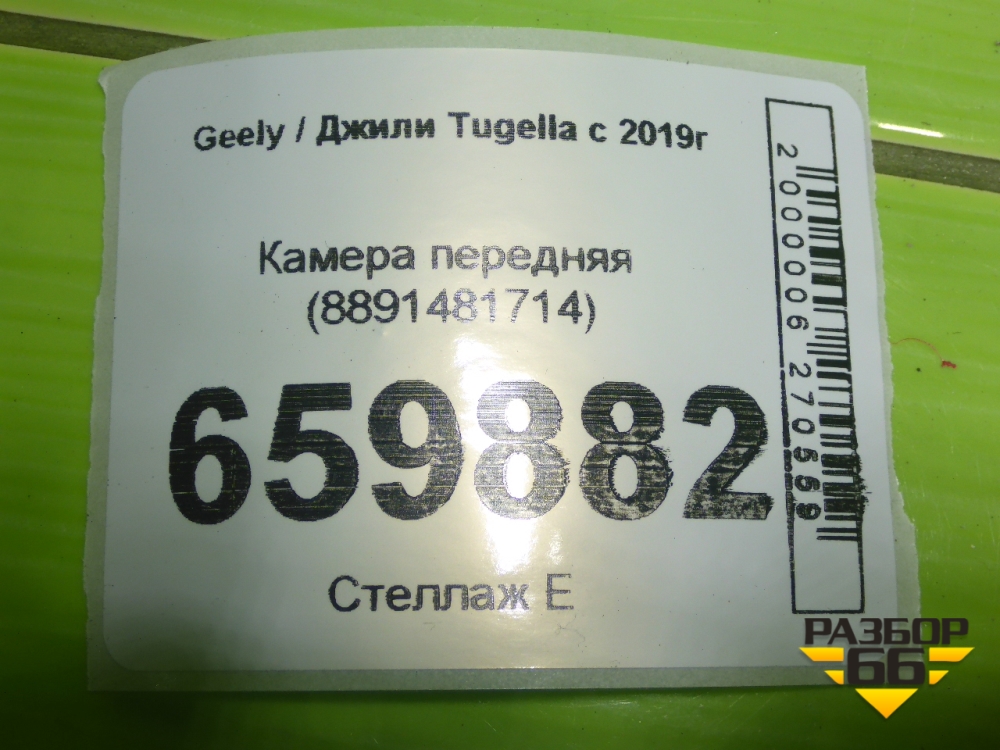 Geely / Джили Tugella с 2019г
Камера передняя
(8891481714)
659882
Стеллаж Е
2000006270559
РАЗБОР
66